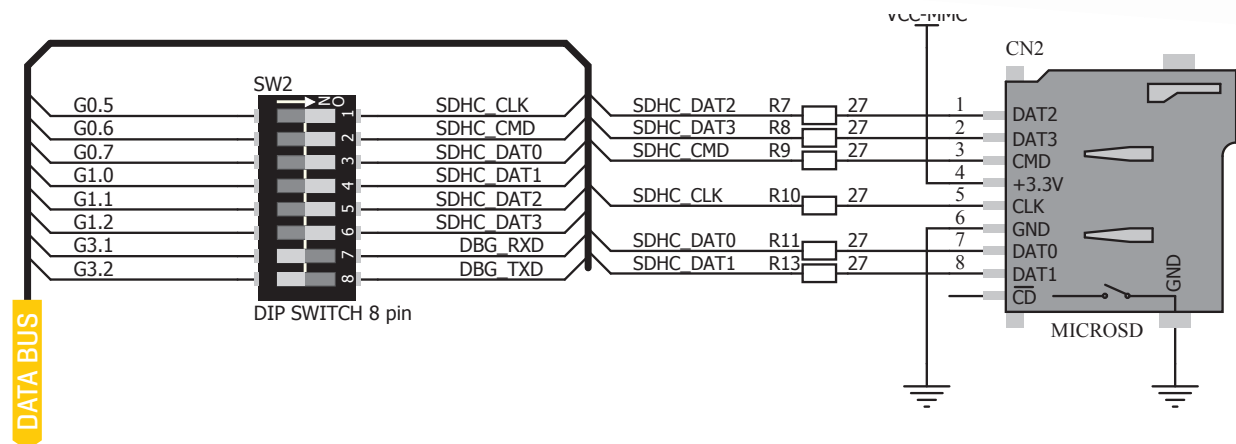 VCC-MMC
CN2
SW2
NO
G0.5 1 SDHC_CLK SDHC_DAT2 R7 27 1 DAT2
G0.6 2 SDHC_CMD SDHC_DAT3 R8 27 2 DAT3
G0.7 3 SDHC_DAT0 SDHC_CMD R9 27 3 CMD
G1.0 4 SDHC_DAT1 4 +3.3V
G1.1 5 SDHC_DAT2 SDHC_CLK R10 27 5 CLK
G1.2 6 SDHC_DAT3 6 GND
G3.1 7 DBG_RXD SDHC_DAT0 R11 27 7 DAT0
G3.2 8 DBG_TXD SDHC_DAT1 R13 27 8 DAT1
CD
GND
DIP SWITCH 8 pin
MICROSD
DATA BUS